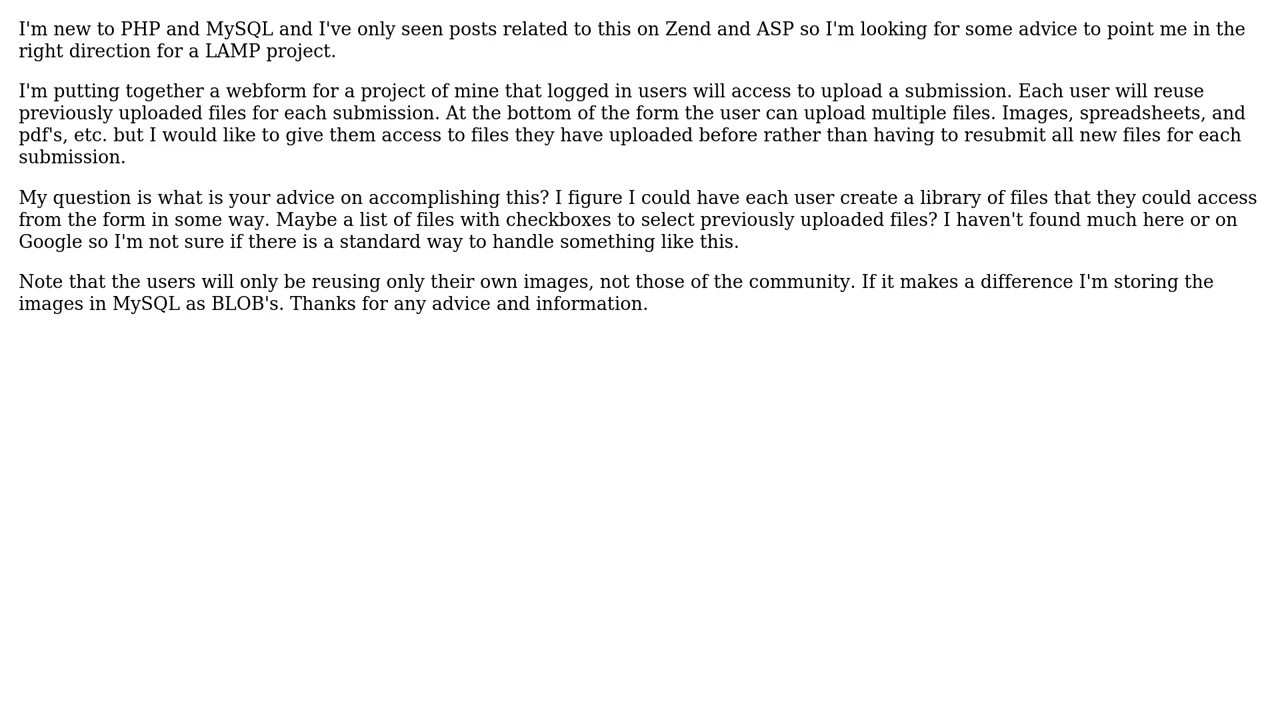 I'm new to PHP and MySQL and I've only seen posts related to this on Zend and ASP so I'm looking for some advice to point me in the
right direction for a LAMP project.
I'm putting together a webform for a project of mine that logged in users will access to upload a submission. Each user will reuse
previously uploaded files for each submission. At the bottom of the form the user can upload multiple files. Images, spreadsheets, and
pdf's, etc. but I would like to give them access to files they have uploaded before rather than having to resubmit all new files for each
submission.
My question is what is your advice on accomplishing this? I figure I could have each user create a library of files that they could access
from the form in some way. Maybe a list of files with checkboxes to select previously uploaded files? I haven't found much here or on
Google so I'm not sure if there is a standard way to handle something like this.
Note that the users will only be reusing only their own images, not those of the community. If it makes a difference I'm storing the
images in MySQL as BLOB's. Thanks for any advice and information.